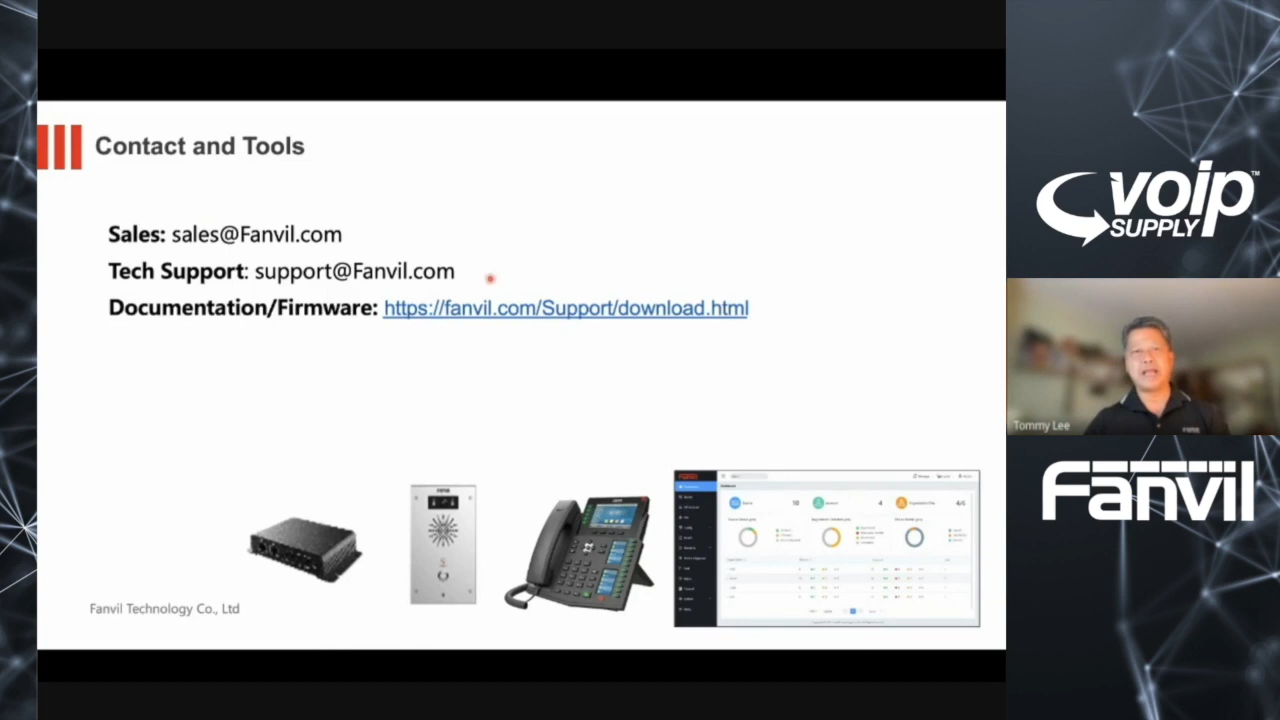 Contact and Tools
Sales: sales@Fanvil.com
Tech Support: support@Fanvil.com
Documentation/Firmware: https://fanvil.com/Support/download.html
Fanvil Technology Co., Ltd
voip™
SUPPLY
Tommy Lee
Fanvil